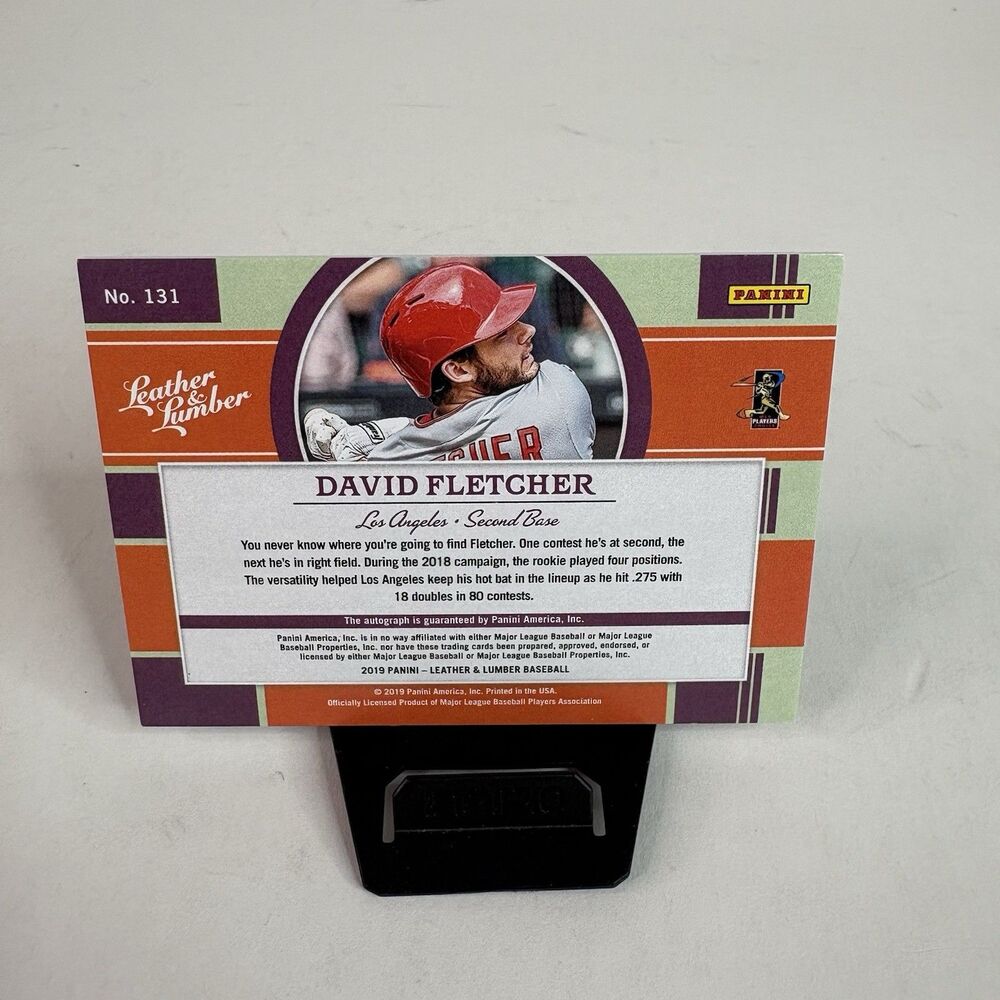 No. 131
PANINI
Leather
&
Lumber
PLAYERS
DAVID FLETCHER
Los Angeles • Second Base
You never know where you're going to find Fletcher. One contest he's at second, the
next he's in right field. During the 2018 campaign, the rookie played four positions.
The versatility helped Los Angeles keep his hot bat in the lineup as he hit .275 with
18 doubles in 80 contests.
The autograph is guaranteed by Panini America, Inc.
Panini America, Inc. is in no way affiliated with either Major League Baseball or Major League
Baseball Properties, Inc. nor have these trading cards been prepared, approved, endorsed, or
licensed by either Major League Baseball or Major League Baseball Properties, Inc.
2019 PANINI – LEATHER & LUMBER BASEBALL
© 2019 Panini America, Inc. Printed in the USA.
Officially Licensed Product of Major League Baseball Players Association